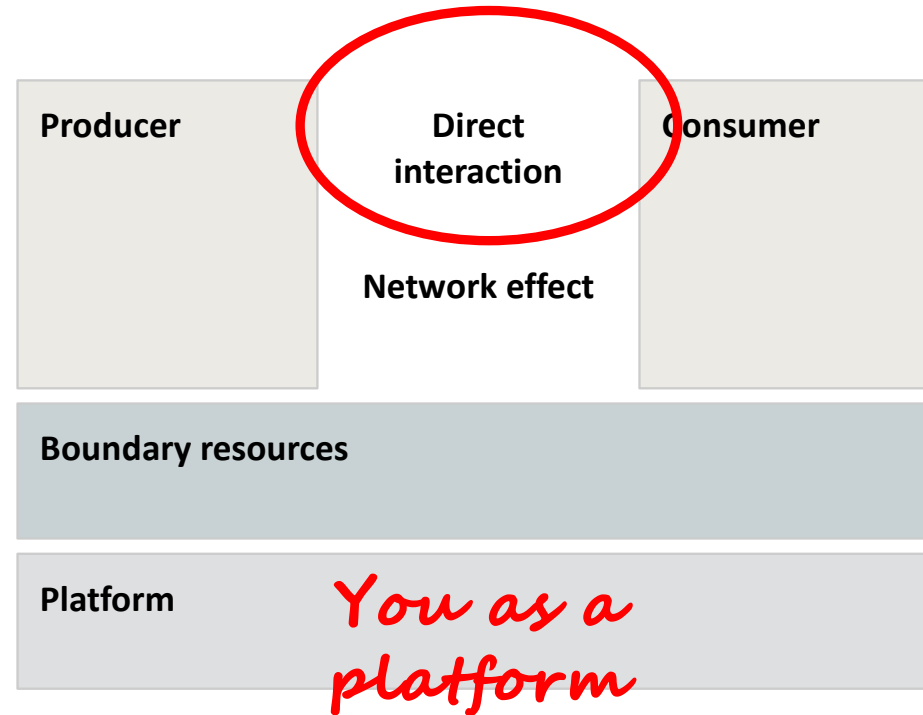 Producer
Direct
interaction
Consumer
Network effect
Boundary resources
Platform
You as a
platform